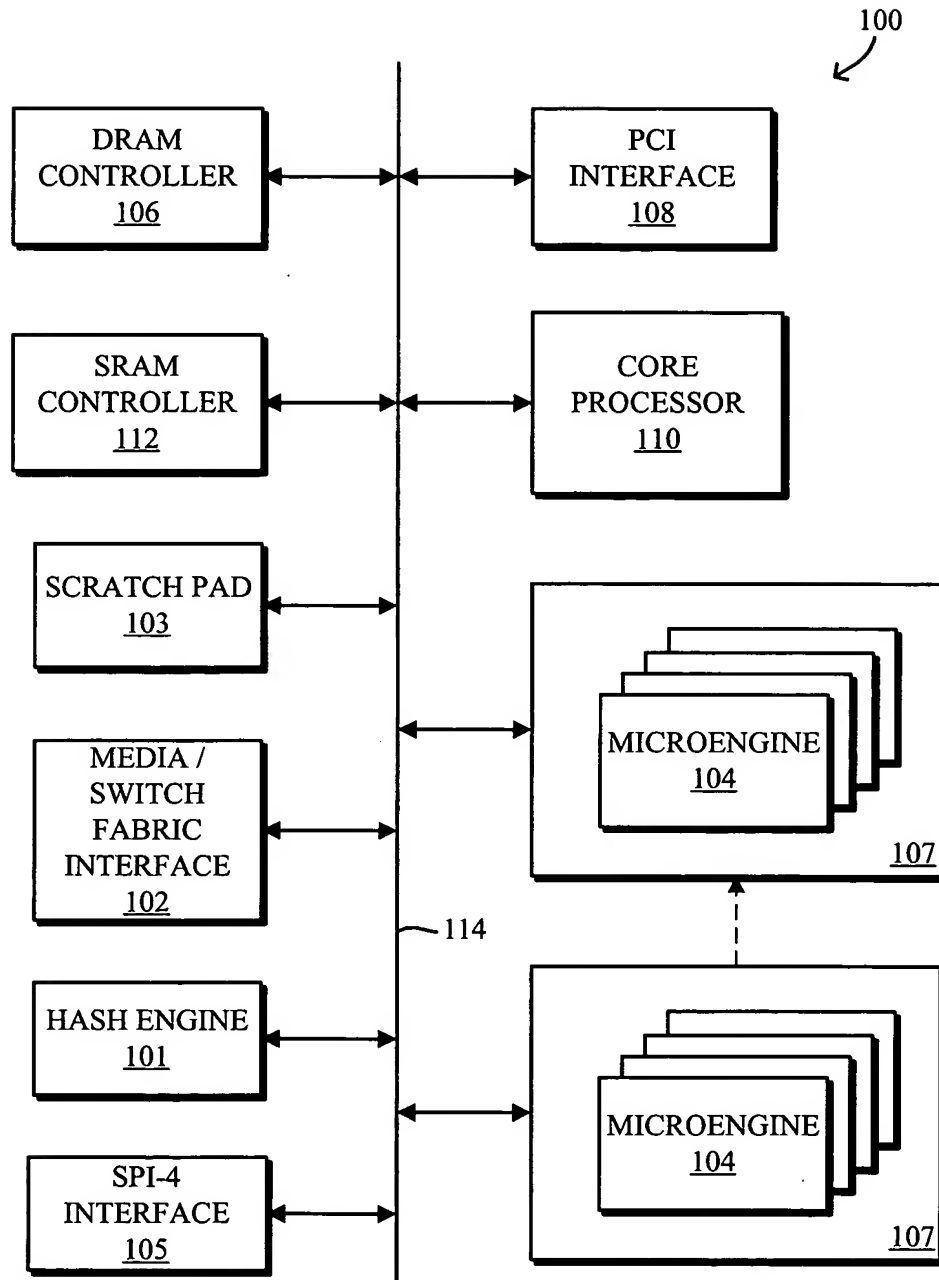 100
DRAM
CONTROLLER
106
PCI
INTERFACE
108
SRAM
CONTROLLER
112
CORE
PROCESSOR
110
SCRATCH PAD
103
MICROENGINE
104
107
MEDIA /
SWITCH
FABRIC
INTERFACE
102
114
HASH ENGINE
101
MICROENGINE
104
107
SPI-4
INTERFACE
105